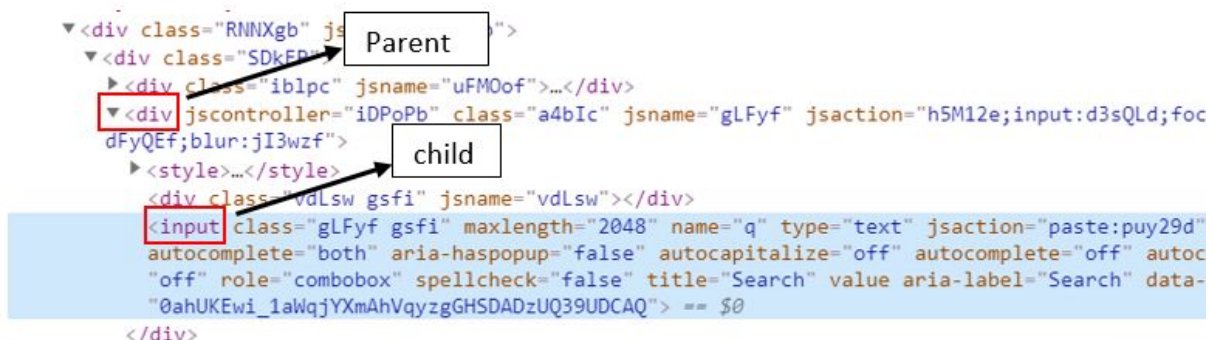 ▼<div class="RNNXgb" js ">
Parent
▼<div class="SDkEP">
▶<div class="iblpc" jsname="uFMOof">…</div>
▼<div jscontroller="iDPoPb" class="a4bIc" jsname="gLFyf" jsaction="h5M12e;input:d3sQLd;foc
dFyQEf;blur:jI3wzf">
child
▶<style>…</style>
<div class="vdLsw gsfi" jsname="vdLsw"></div>
<input class="gLFyf gsfi" maxlength="2048" name="q" type="text" jsaction="paste:puy29d"
autocomplete="both" aria-haspopup="false" autocapitalize="off" autocomplete="off" autoc
"off" role="combobox" spellcheck="false" title="Search" value aria-label="Search" data-
"0ahUKEwi_1aWqjYXmAhVqyzgGHSDADzUQ39UDCAQ"> == $0
</div>